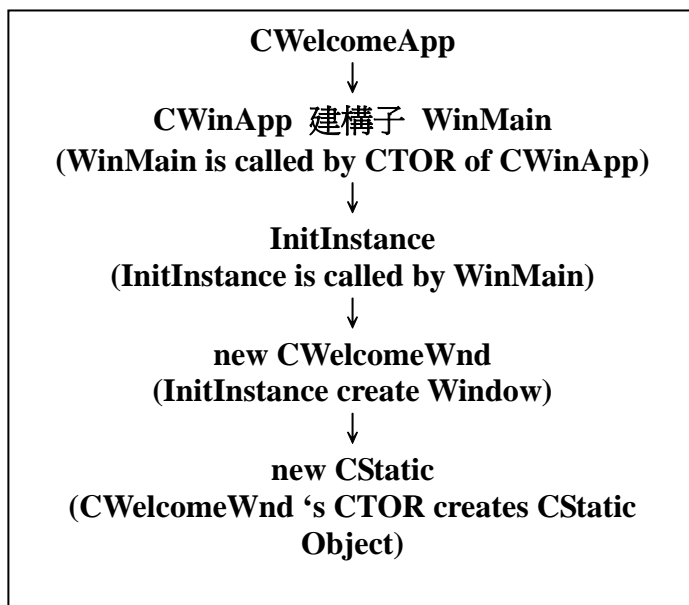 CWelcomeApp
↓
CWinApp 建構子 WinMain
(WinMain is called by CTOR of CWinApp)
↓
InitInstance
(InitInstance is called by WinMain)
↓
new CWelcomeWnd
(InitInstance create Window)
↓
new CStatic
(CWelcomeWnd ‘s CTOR creates CStatic
Object)